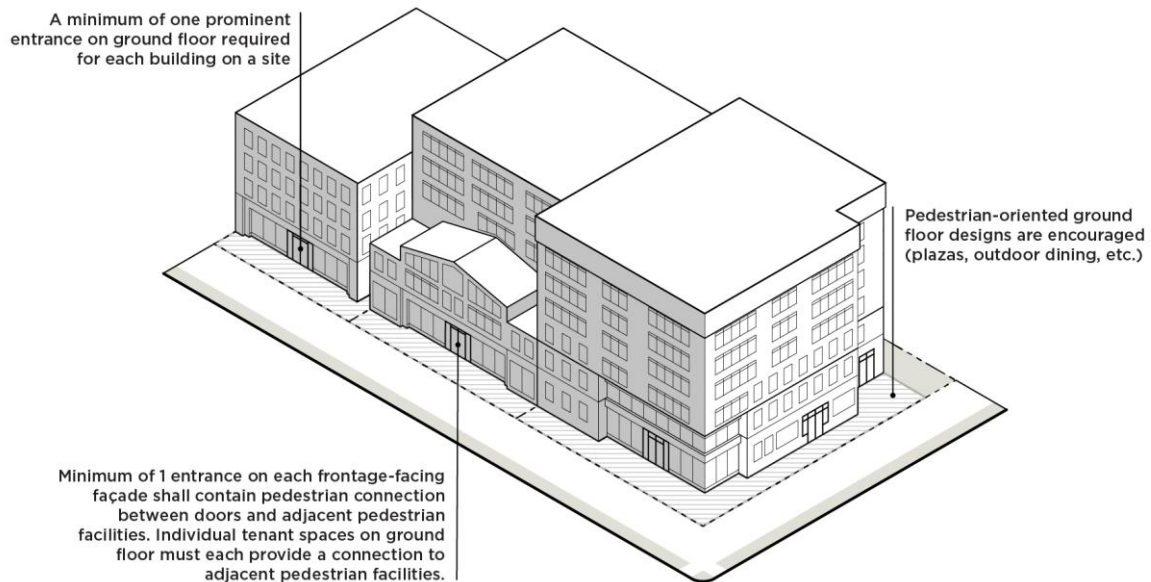 A minimum of one prominent
entrance on ground floor required
for each building on a site
Pedestrian-oriented ground
floor designs are encouraged
(plazas, outdoor dining, etc.)
Minimum of 1 entrance on each frontage-facing
façade shall contain pedestrian connection
between doors and adjacent pedestrian
facilities. Individual tenant spaces on ground
floor must each provide a connection to
adjacent pedestrian facilities.